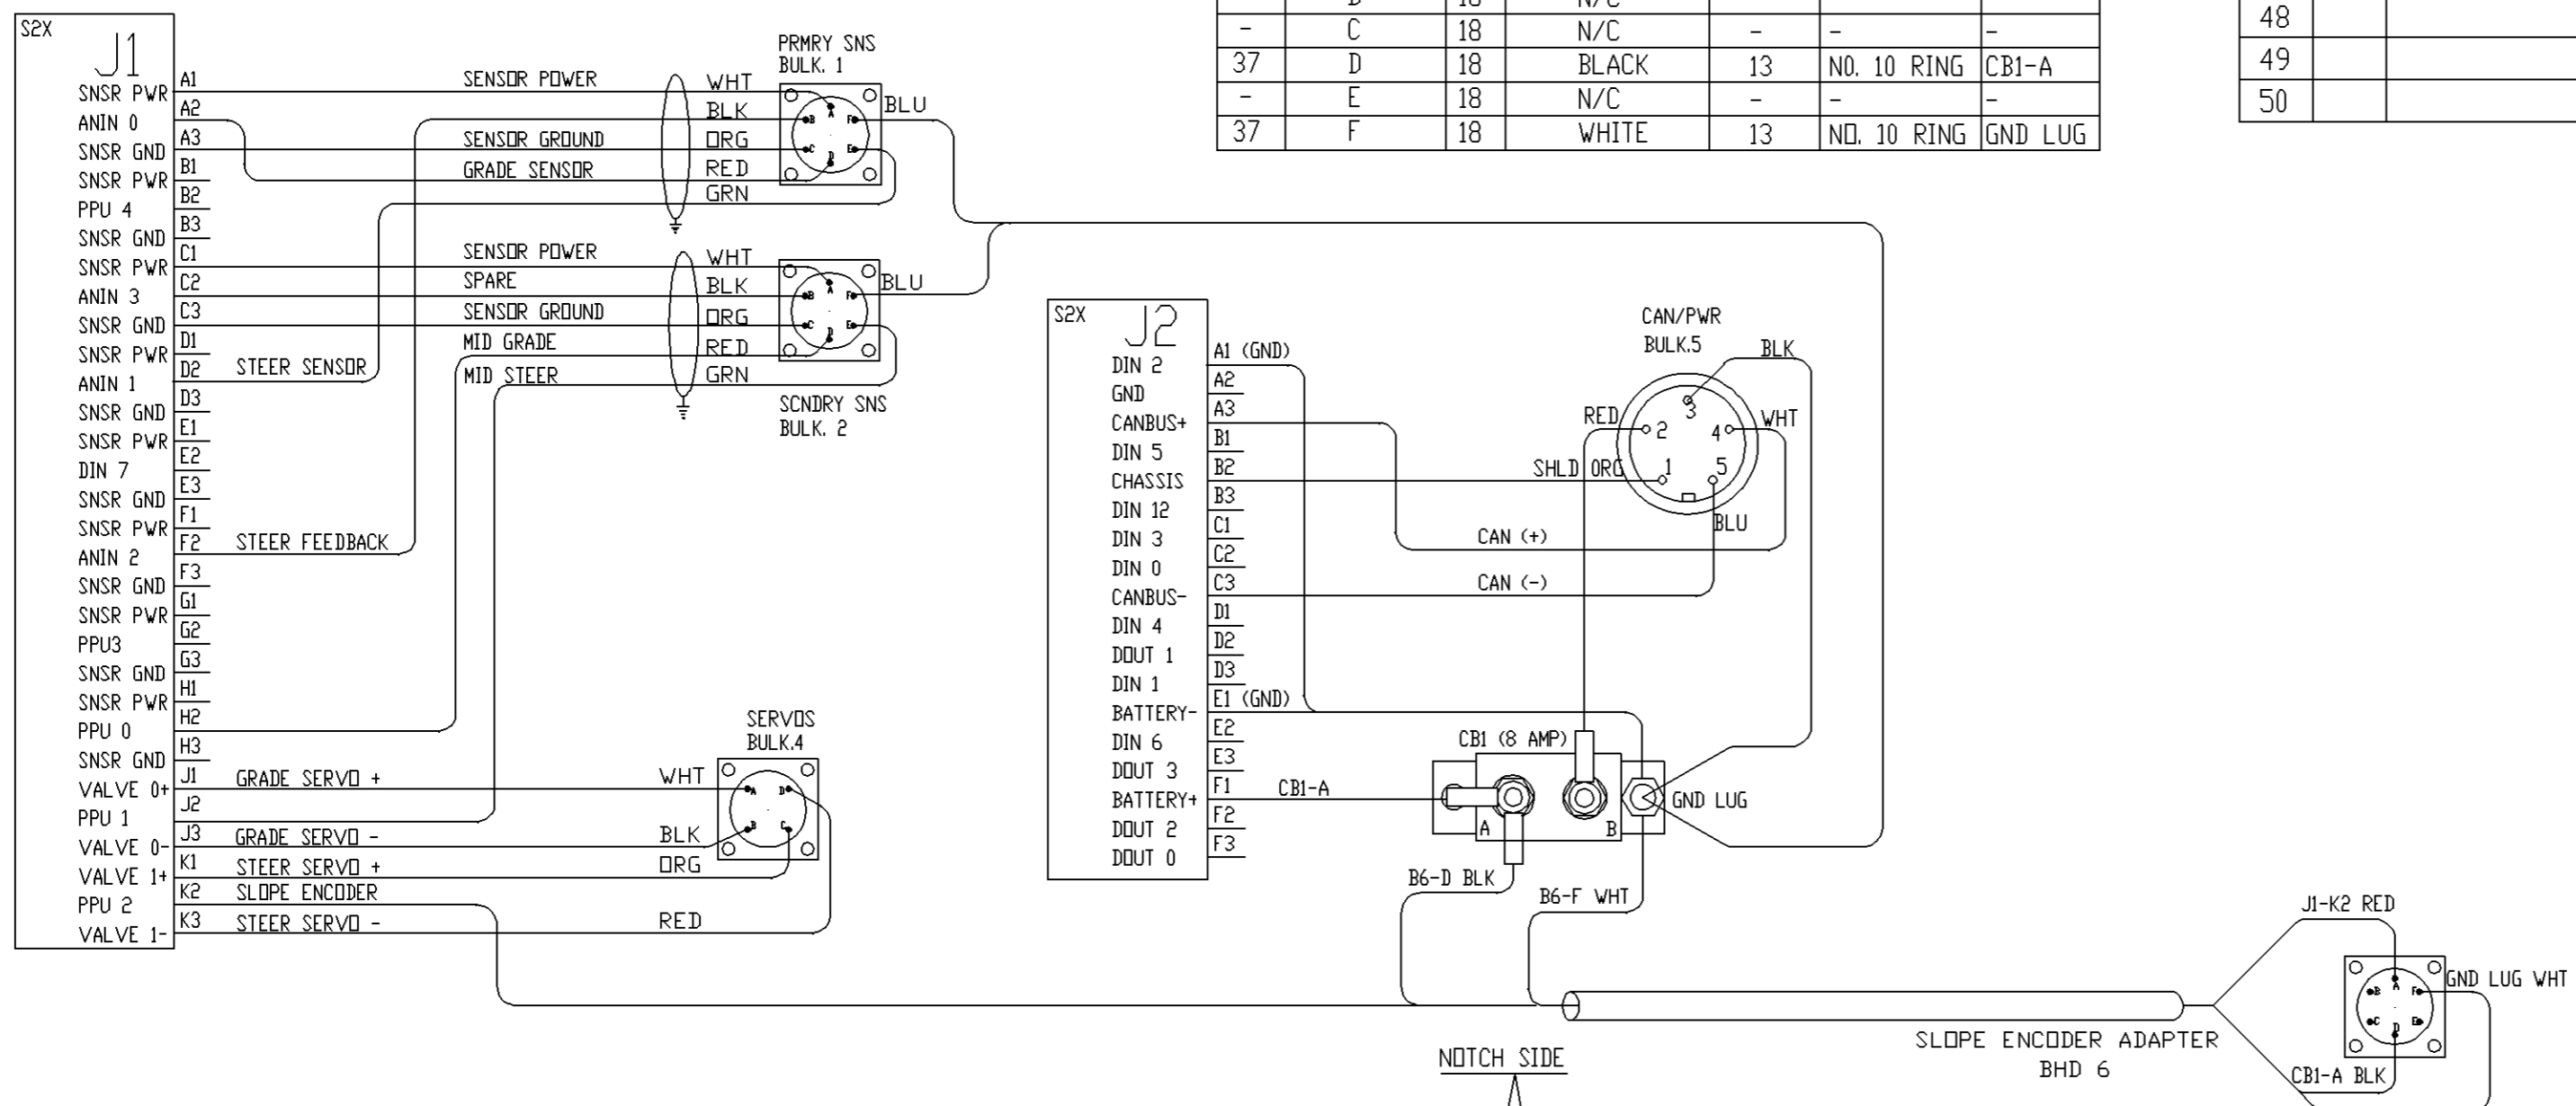 S2X
J1
SNSR PWR A1 SENSOR POWER WHT
ANIN 0 A2 BLK
SNSR GND A3 SENSOR GROUND ORG
SNSR PWR B1 GRADE SENSOR RED
PPU 4 B2 GRN
SNSR GND B3
SNSR PWR C1 SENSOR POWER WHT
ANIN 3 C2 SPARE BLK
SNSR GND C3 SENSOR GROUND ORG
SNSR PWR D1 MID GRADE RED
ANIN 1 D2 STEER SENSOR MID STEER GRN
SNSR GND D3
SNSR PWR E1
DIN 7 E2
SNSR GND E3
SNSR PWR F1
ANIN 2 F2 STEER FEEDBACK
SNSR GND F3
SNSR PWR G1
PPU3 G2
SNSR GND G3
SNSR PWR H1
PPU 0 H2
SNSR GND H3
VALVE 0+ J1 GRADE SERVO + WHT
PPU 1 J2
VALVE 0- J3 GRADE SERVO - BLK
VALVE 1+ K1 STEER SERVO + ORG
PPU 2 K2 SLOPE ENCODER
VALVE 1- K3 STEER SERVO - RED
PRMRY SNS
BULK. 1
A B C D E F
BLU
A B C D E F
BLU
SCNDRY SNS
BULK. 2
SERVOS
BULK.4
A B C D
- C 18 N/C - - -
37 D 18 BLACK 13 NO. 10 RING CB1-A
- E 18 N/C - - -
37 F 18 WHITE 13 NO. 10 RING GND LUG
48
49
50
S2X
J2
DIN 2 A1 (GND)
GND A2
CANBUS+ A3
DIN 5 B1
CHASSIS B2 SHLD ORG
DIN 12 B3
DIN 3 C1 CAN (+)
DIN 0 C2
CANBUS- C3 CAN (-)
DIN 4 D1
DOUT 1 D2
DIN 1 D3
BATTERY- E1 (GND)
DIN 6 E2
DOUT 3 E3
BATTERY+ F1 CB1-A
DOUT 2 F2
DOUT 0 F3
CAN/PWR
BULK.5
BLK
RED
WHT
BLU
1 2 3 4 5
CB1 (8 AMP)
A B
GND LUG
B6-D BLK
B6-F WHT
NOTCH SIDE
SLOPE ENCODER ADAPTER
BHD 6
J1-K2 RED
GND LUG WHT
A B C D E F
CB1-A BLK